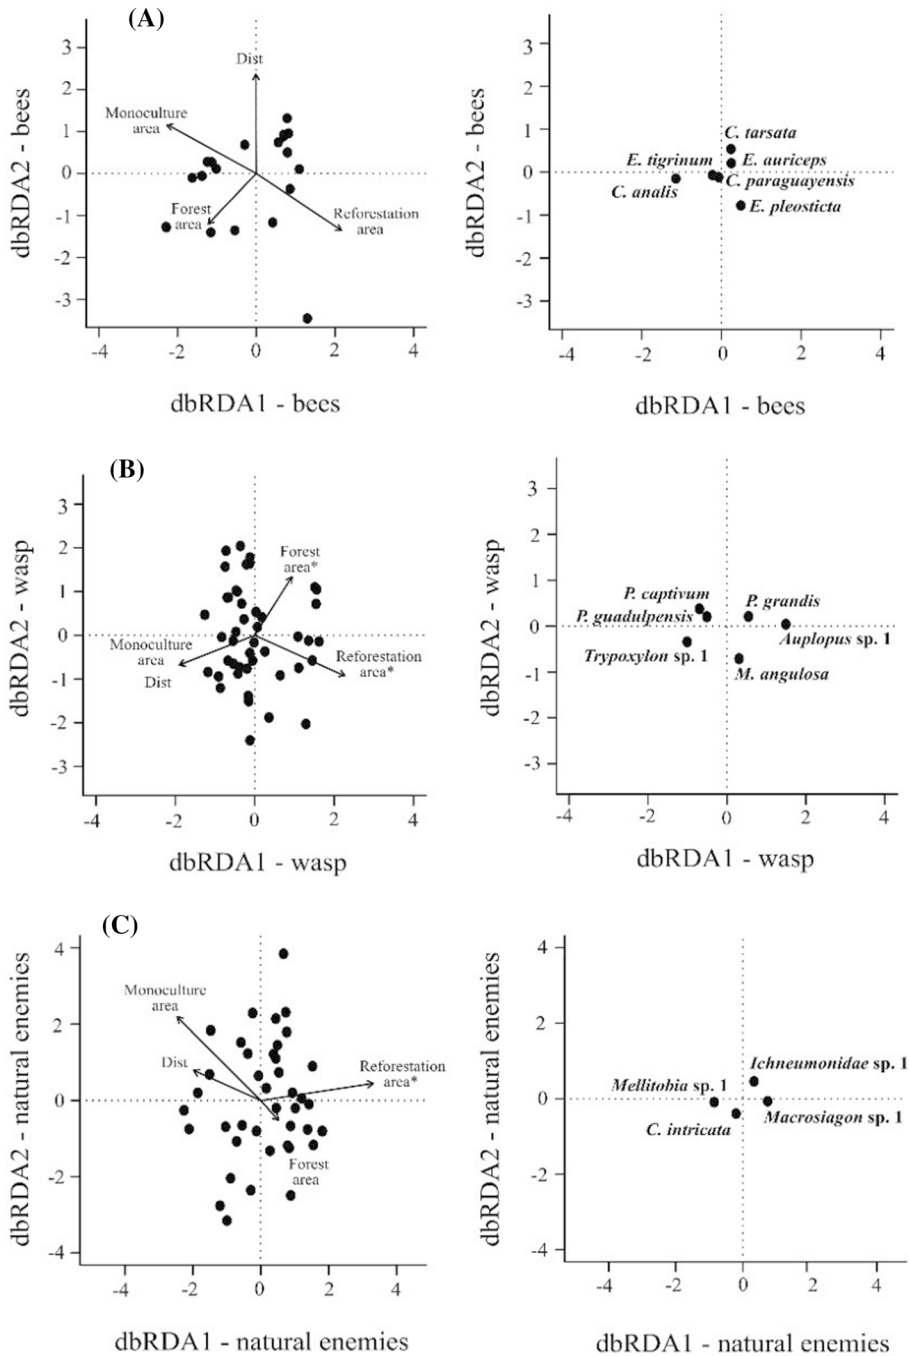 (A)
3
2
1
0
-1
-2
-3
-4
-2
0
2
4
Dist
Monoculture
area
Forest
area
Reforestation
area
dbRDA2 - bees
dbRDA1 - bees
3
2
1
0
-1
-2
-3
-4
-2
0
2
4
C. tarsata
E. tigrinum
E. auriceps
C. analis
C. paraguayensis
E. pleosticta
dbRDA2 - bees
dbRDA1 - bees
(B)
3
2
1
0
-1
-2
-3
-4
-2
0
2
4
Forest
area*
Monoculture
area
Dist
Reforestation
area*
dbRDA2 - wasp
dbRDA1 - wasp
3
2
1
0
-1
-2
-3
-4
-2
0
2
4
P. captivum
P. grandis
P. guadulpensis
Auplopus sp. 1
Trypoxylon sp. 1
M. angulosa
dbRDA2 - wasp
dbRDA1 - wasp
(C)
4
2
0
-2
-4
-4
-2
0
2
4
Monoculture
area
Dist
Reforestation
area*
Forest
area
dbRDA2 - natural enemies
dbRDA1 - natural enemies
4
2
0
-2
-4
-4
-2
0
2
4
Ichneumonidae sp. 1
Mellitobia sp. 1
Macrosiagon sp. 1
C. intricata
dbRDA2 - natural enemies
dbRDA1 - natural enemies